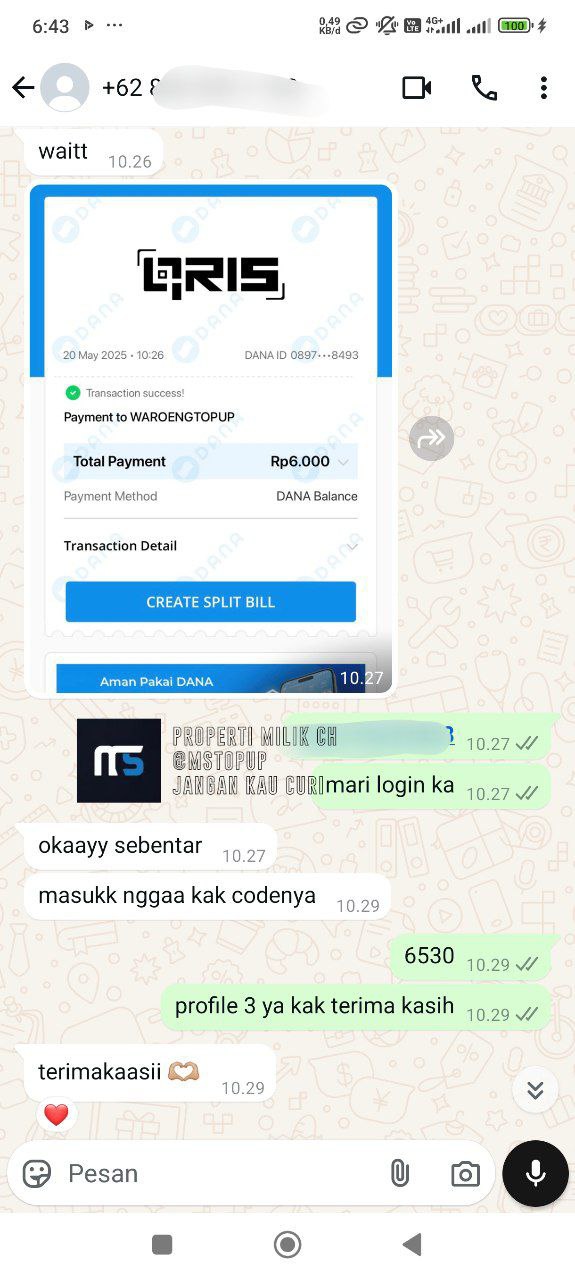 6:43
0,49
KB/d
Vo
LTE
4G+
100
+62 8
waitt 10.26
DANA
QRIS
20 May 2025 • 10:26 DANA ID 0897•••8493
Transaction success!
Payment to WAROENGTOPUP
Total Payment Rp6.000
Payment Method DANA Balance
Transaction Detail
CREATE SPLIT BILL
Aman Pakai DANA
10.27
MS
PROPERTI MILIK CH
@MSTOPUP
JANGAN KAU CURI
10.27
mari login ka 10.27
okaayy sebentar 10.27
masukk nggaa kak codenya 10.29
6530 10.29
profile 3 ya kak terima kasih 10.29
terimakaasii 🫶🏼 10.29
❤️
Pesan